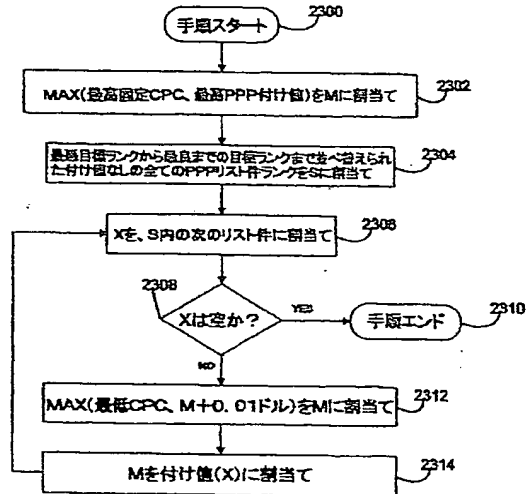 手順スタート
2300
MAX(最高固定CPC、最高PPP付け値)をMに割当て
2302
最悪目標ランクから最良までの目標ランクまで並べ替えられ
た付け値なしの全てのPPPリスト件ランクをSに割当て
2304
Xを、S内の次のリスト件に割当て
2306
2308
Xは空か?
YES
手順エンド
2310
NO
MAX(最低CPC、M+0.01ドル)をMに割当て
2312
Mを付け値(X)に割当て
2314